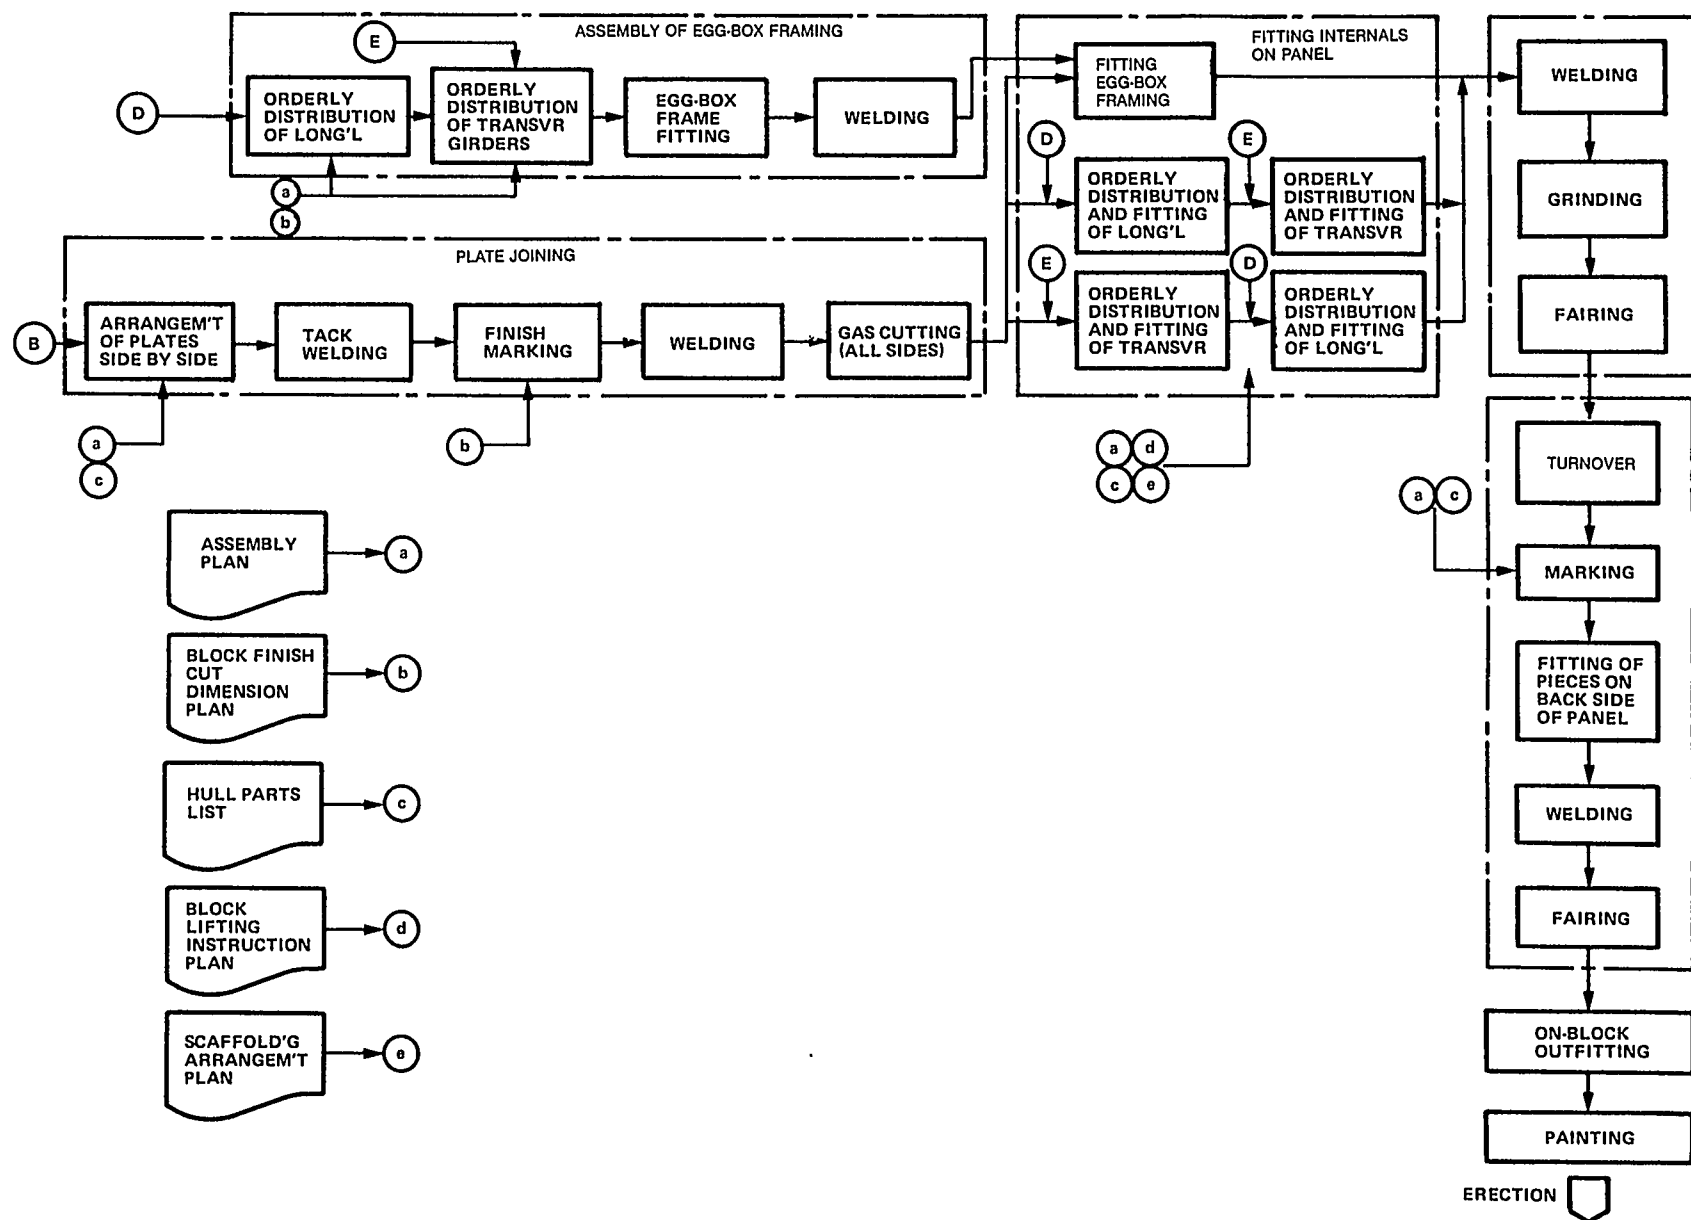 ASSEMBLY OF EGG-BOX FRAMING
E
D
ORDERLY
DISTRIBUTION
OF LONG'L
ORDERLY
DISTRIBUTION
OF TRANSVR
GIRDERS
EGG-BOX
FRAME
FITTING
WELDING
a
b
PLATE JOINING
B
ARRANGEM'T
OF PLATES
SIDE BY SIDE
TACK
WELDING
FINISH
MARKING
WELDING
GAS CUTTING
(ALL SIDES)
a
c
b
FITTING INTERNALS
ON PANEL
FITTING
EGG-BOX
FRAMING
D
E
ORDERLY
DISTRIBUTION
AND FITTING
OF LONG'L
ORDERLY
DISTRIBUTION
AND FITTING
OF TRANSVR
E
D
ORDERLY
DISTRIBUTION
AND FITTING
OF TRANSVR
ORDERLY
DISTRIBUTION
AND FITTING
OF LONG'L
a d
c e
WELDING
GRINDING
FAIRING
TURNOVER
a c
MARKING
FITTING OF
PIECES ON
BACK SIDE
OF PANEL
WELDING
FAIRING
ON-BLOCK
OUTFITTING
PAINTING
ERECTION
ASSEMBLY
PLAN
a
BLOCK FINISH
CUT
DIMENSION
PLAN
b
HULL PARTS
LIST
c
BLOCK
LIFTING
INSTRUCTION
PLAN
d
SCAFFOLD'G
ARRANGEM'T
PLAN
e